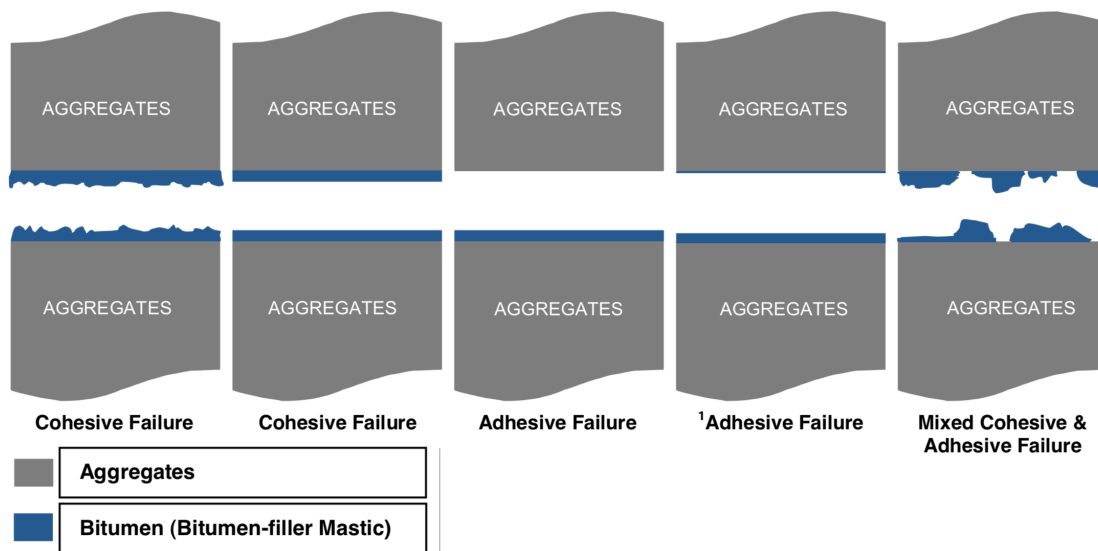 AGGREGATES AGGREGATES AGGREGATES AGGREGATES AGGREGATES
AGGREGATES AGGREGATES AGGREGATES AGGREGATES AGGREGATES
Cohesive Failure
Cohesive Failure
Adhesive Failure
¹Adhesive Failure
Mixed Cohesive &
Adhesive Failure
Aggregates
Bitumen (Bitumen-filler Mastic)